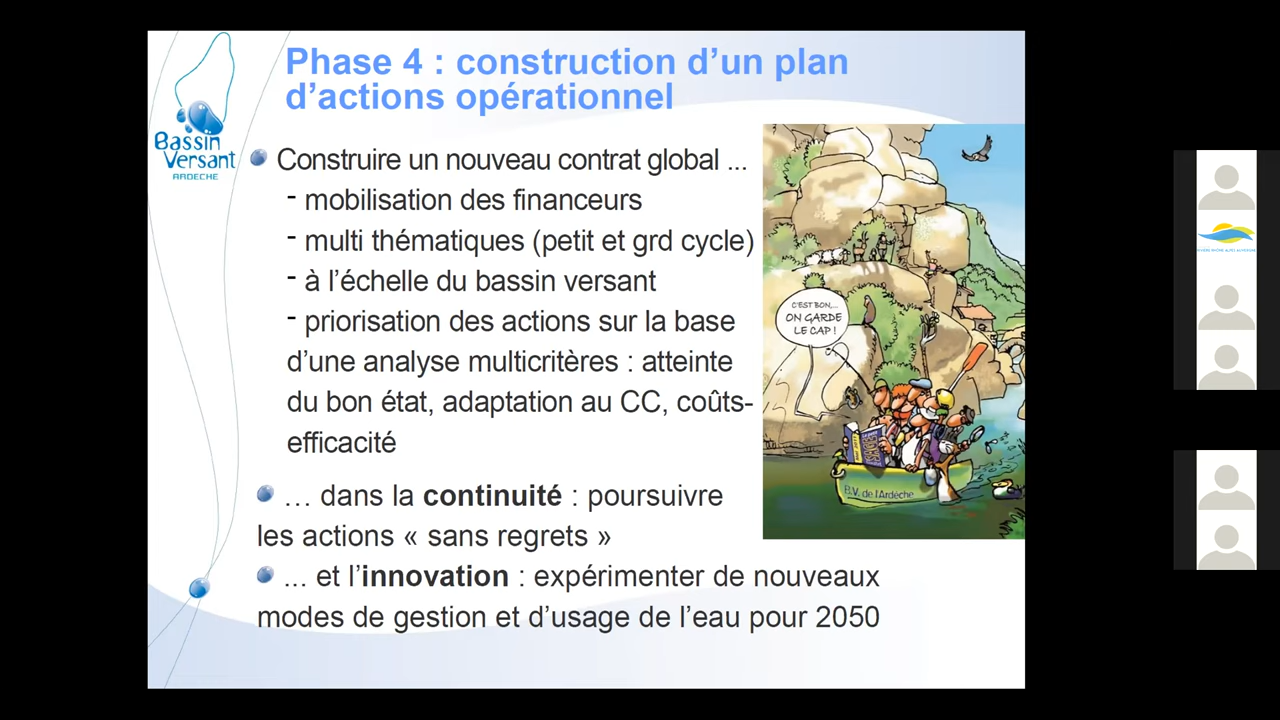 Phase 4 : construction d’un plan
d’actions opérationnel
Bassin
Versant
ARDECHE
Construire un nouveau contrat global ...
- mobilisation des financeurs
- multi thématiques (petit et grd cycle)
- à l’échelle du bassin versant
- priorisation des actions sur la base
d’une analyse multicritères : atteinte
du bon état, adaptation au CC, coûts-
efficacité
C'EST BON,...
ON GARDE
LE CAP !
B.V. de l'Ardèche
… dans la continuité : poursuivre
les actions « sans regrets »
... et l’innovation : expérimenter de nouveaux
modes de gestion et d’usage de l’eau pour 2050